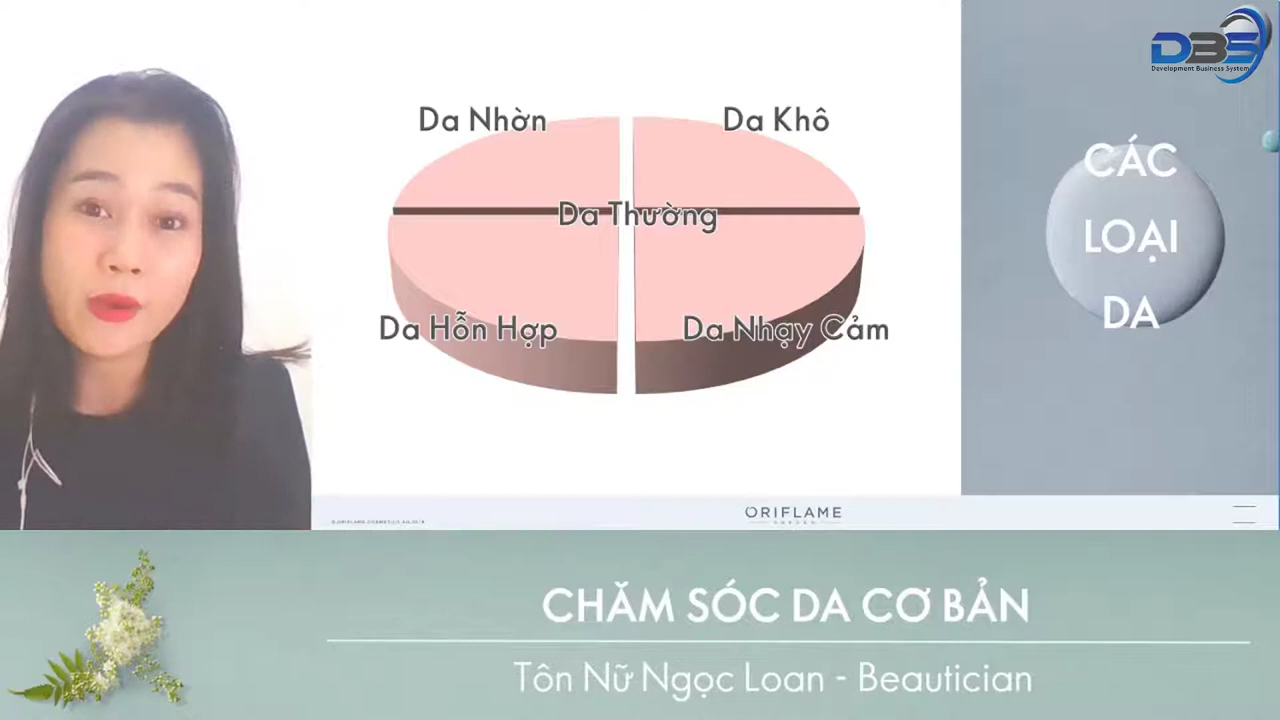 DBS
Development Business System
Da Nhờn
Da Khô
CÁC
LOẠI
DA
Da Thường
Da Hỗn Hợp
Da Nhạy Cảm
ORIFLAME
SWEDEN
CHĂM SÓC DA CƠ BẢN
Tôn Nữ Ngọc Loan - Beautician